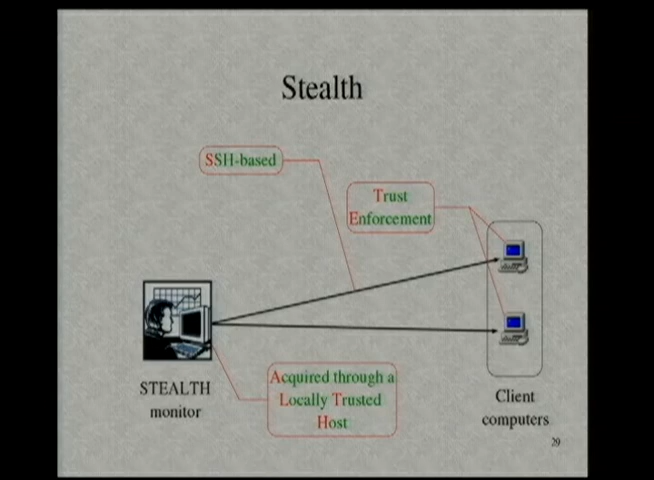 Stealth
SSH-based
Trust
Enforcement
STEALTH
monitor
Acquired through a
Locally Trusted
Host
Client
computers
29